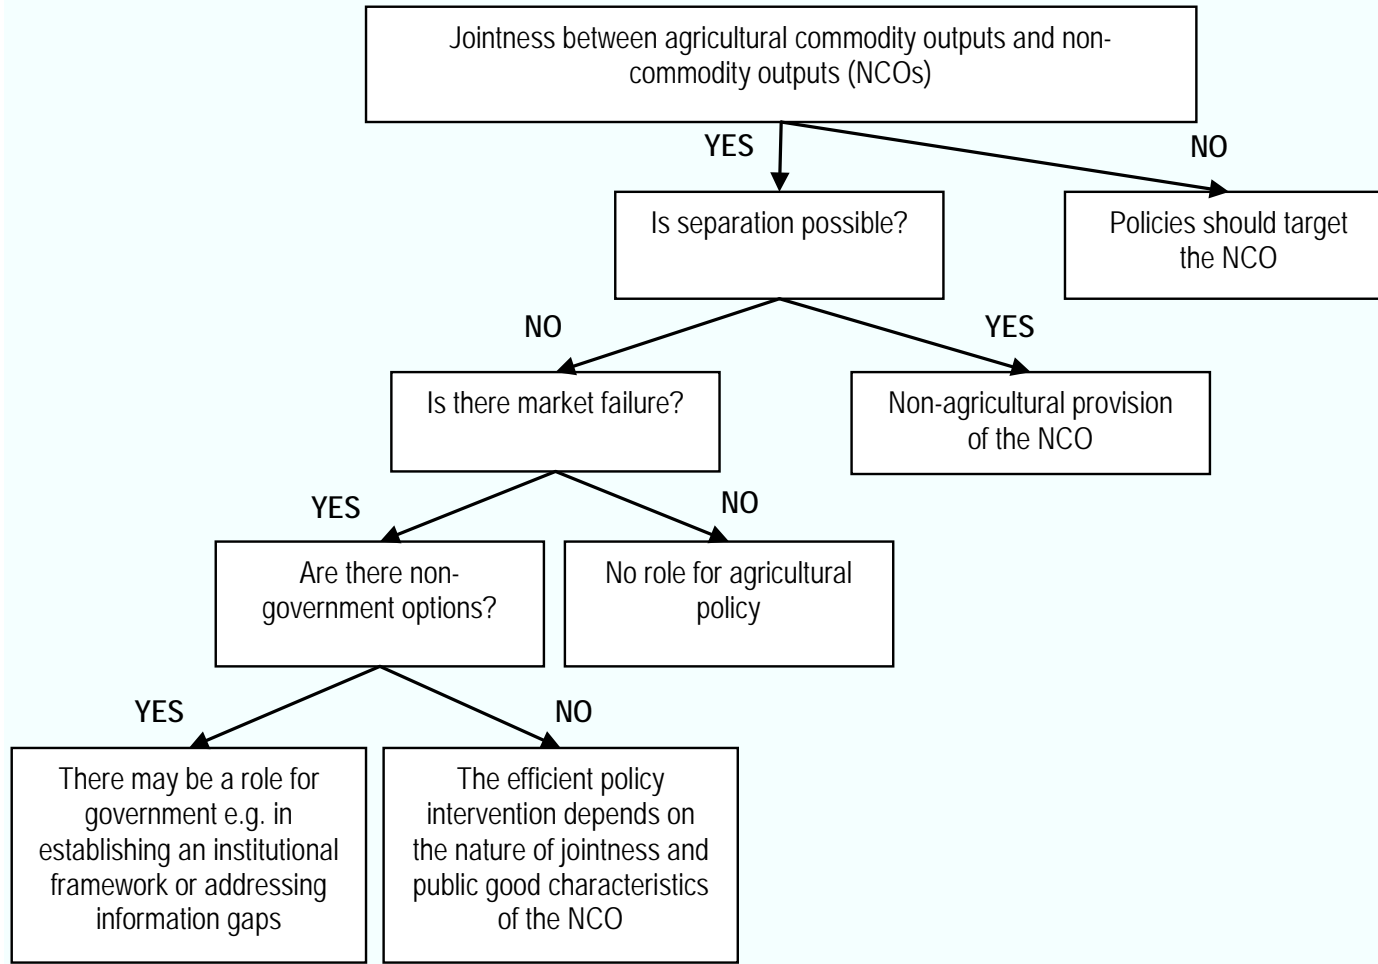 Jointness between agricultural commodity outputs and non-
commodity outputs (NCOs)
YES
NO
Is separation possible?
Policies should target
the NCO
NO
YES
Is there market failure?
Non-agricultural provision
of the NCO
YES
NO
Are there non-
government options?
No role for agricultural
policy
YES
NO
There may be a role for
government e.g. in
establishing an institutional
framework or addressing
information gaps
The efficient policy
intervention depends on
the nature of jointness and
public good characteristics
of the NCO